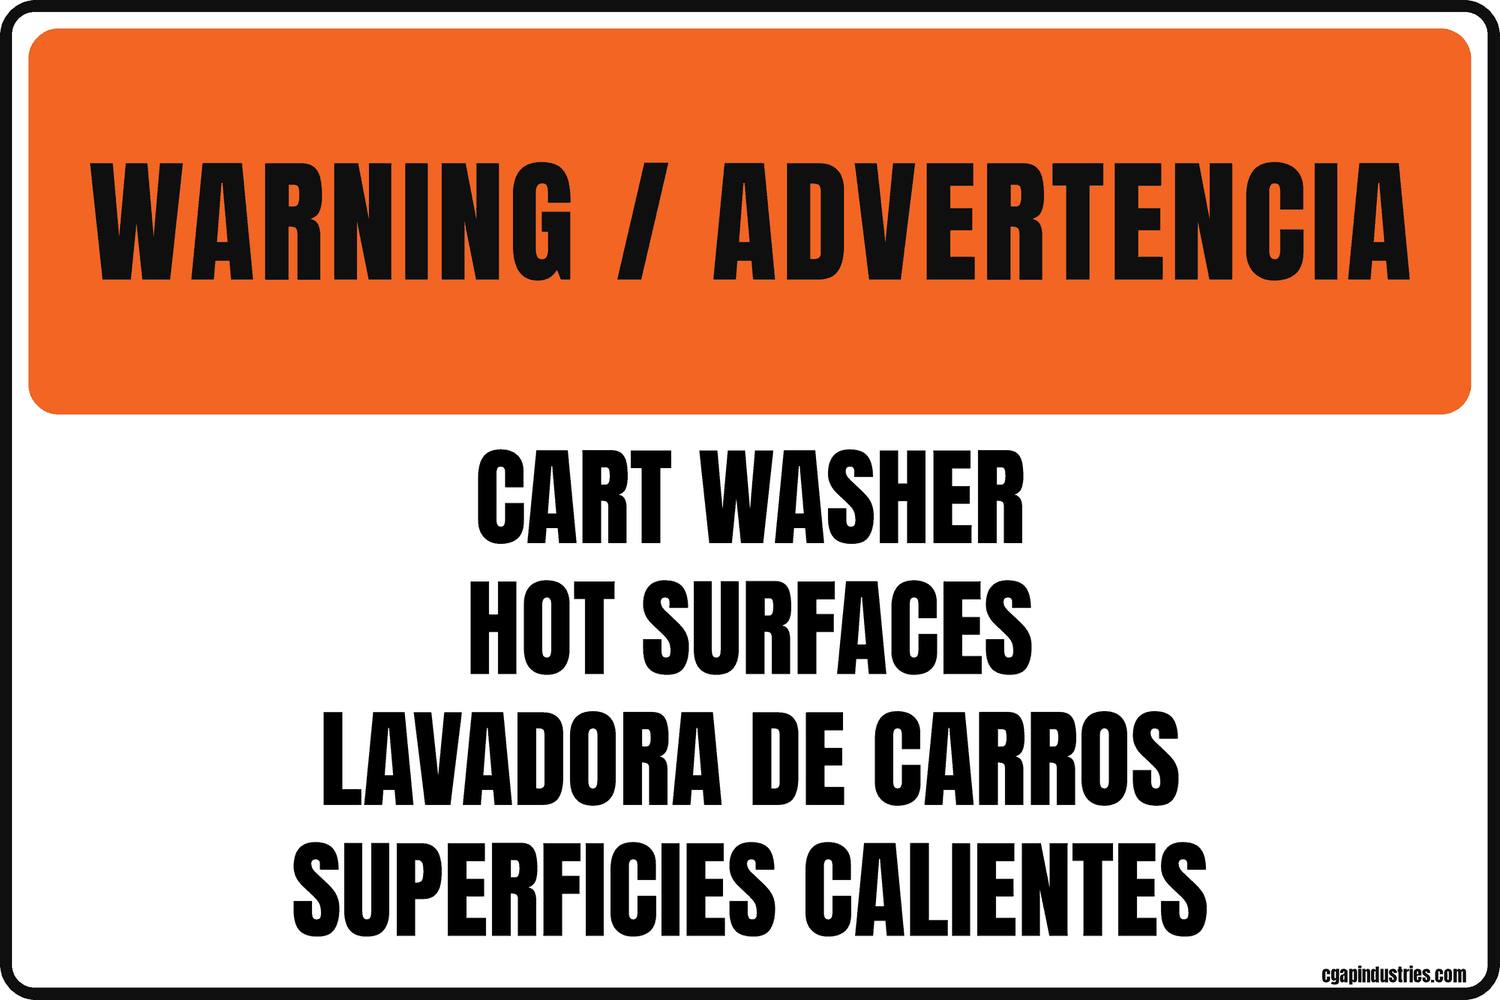 WARNING / ADVERTENCIA
CART WASHER
HOT SURFACES
LAVADORA DE CARROS
SUPERFICIES CALIENTES
cgapindustries.com